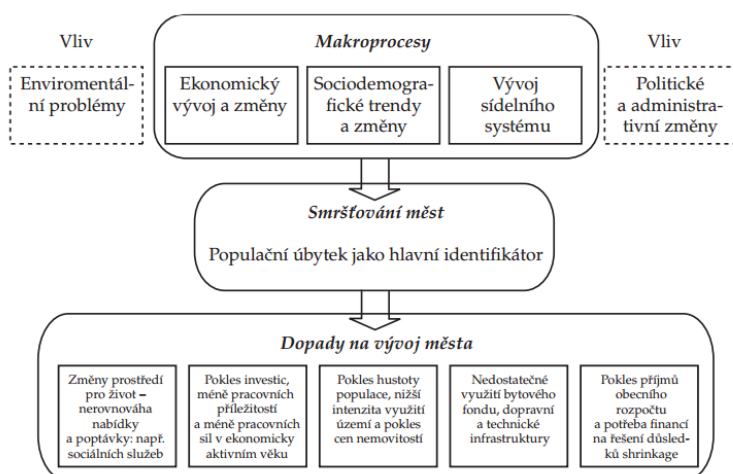 Vliv
Makroprocesy
Vliv
Enviromentál-
ní problémy
Ekonomický
vývoj a změny
Sociodemogra-
fické trendy
a změny
Vývoj
sídelního
systému
Politické
a administra-
tivní změny
Smršťování měst
Populační úbytek jako hlavní identifikátor
Dopady na vývoj města
Změny prostředí
pro život –
nerovnováha
nabídky
a poptávky: např.
sociálních služeb
Pokles investic,
méně pracovních
příležitostí
a méně pracovních
sil v ekonomicky
aktivním věku
Pokles hustoty
populace, nižší
intenzita využití
území a pokles
cen nemovitostí
Nedostatečné
využití bytového
fondu, dopravní
a technické
infrastruktury
Pokles příjmů
obecního
rozpočtu
a potřeba financí
na řešení důsled-
ků shrinkage